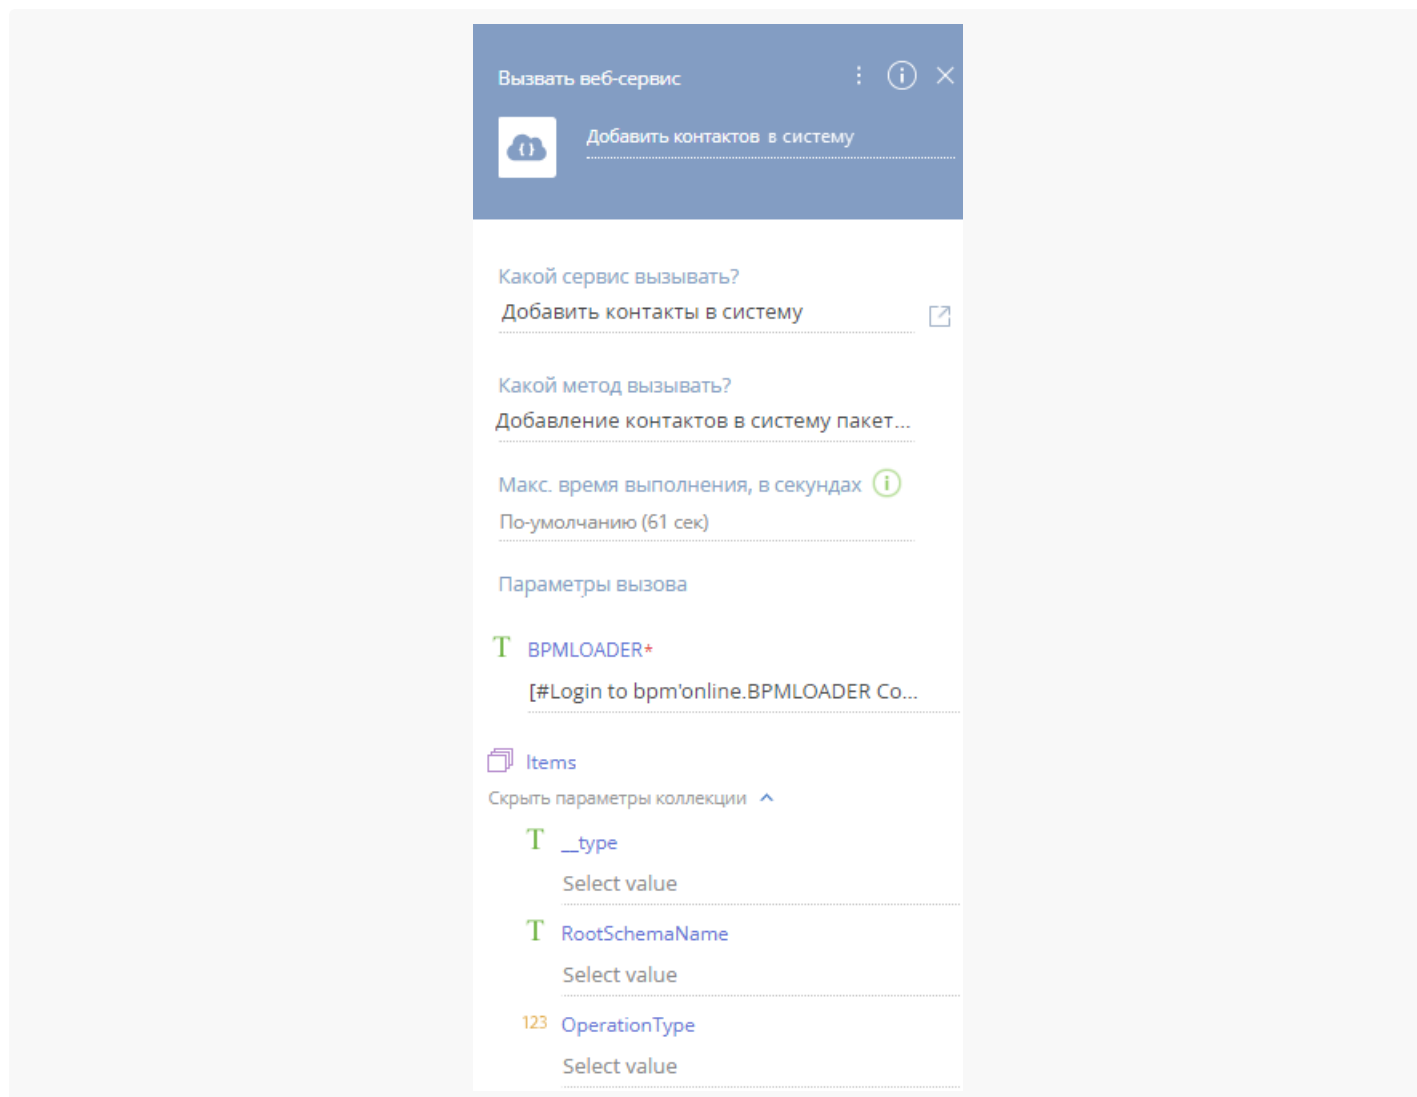 Вызвать веб-сервис
{}
Добавить контактов в систему
Какой сервис вызывать?
Добавить контакты в систему
Какой метод вызывать?
Добавление контактов в систему пакет...
Макс. время выполнения, в секундах i
По-умолчанию (61 сек)
Параметры вызова
T BPMLOADER*
[#Login to bpm'online.BPMLOADER Co...
Items
Скрыть параметры коллекции
T __type
Select value
T RootSchemaName
Select value
123 OperationType
Select value